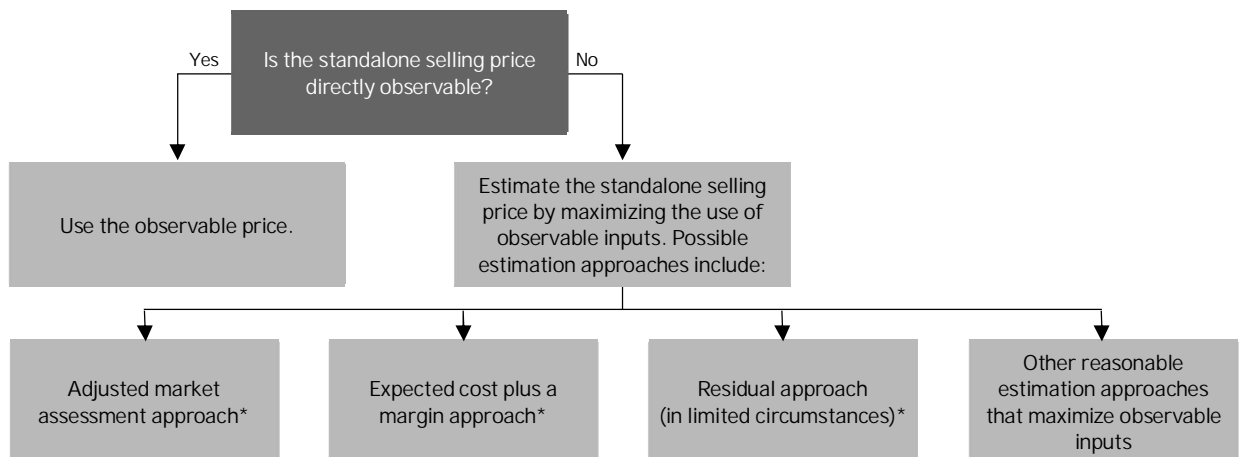 Is the standalone selling price
directly observable?
Yes
No
Use the observable price.
Estimate the standalone selling
price by maximizing the use of
observable inputs. Possible
estimation approaches include:
Adjusted market
assessment approach*
Expected cost plus a
margin approach*
Residual approach
(in limited circumstances)*
Other reasonable
estimation approaches
that maximize observable
inputs